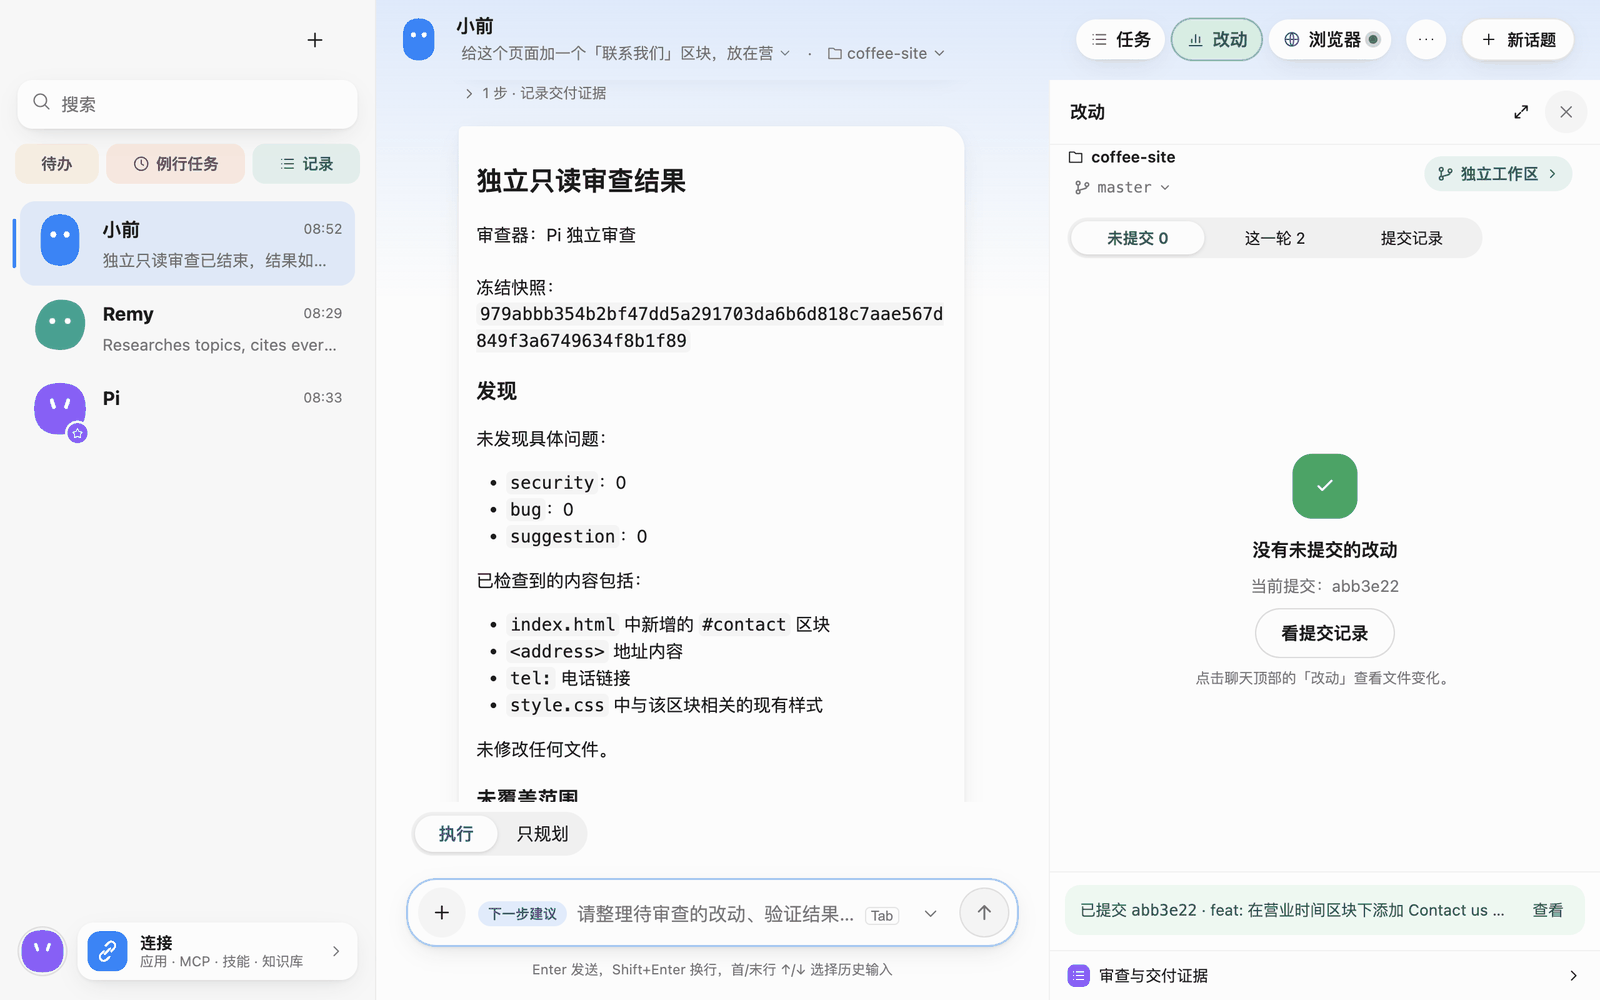 搜索
待办
例行任务
记录
小前
08:52
独立只读审查已结束，结果如...
Remy
08:29
Researches topics, cites ever...
Pi
08:33
连接
应用 · MCP · 技能 · 知识库
小前
给这个页面加一个「联系我们」区块，放在营
·
coffee-site
任务
改动
浏览器
新话题
1 步 · 记录交付证据
独立只读审查结果
审查器：Pi 独立审查
冻结快照：
979abbb354b2bf47dd5a291703da6b6d818c7aae567d
849f3a6749634f8b1f89
发现
未发现具体问题：
• security：0
• bug：0
• suggestion：0
已检查到的内容包括：
• index.html 中新增的 #contact 区块
• <address> 地址内容
• tel: 电话链接
• style.css 中与该区块相关的现有样式
未修改任何文件。
未覆盖范围
执行
只规划
下一步建议
请整理待审查的改动、验证结果...
Tab
Enter 发送，Shift+Enter 换行，首/末行 ↑/↓ 选择历史输入
改动
coffee-site
master
独立工作区
未提交 0
这一轮 2
提交记录
没有未提交的改动
当前提交：abb3e22
看提交记录
点击聊天顶部的「改动」查看文件变化。
已提交 abb3e22 · feat: 在营业时间区块下添加 Contact us ...
查看
审查与交付证据